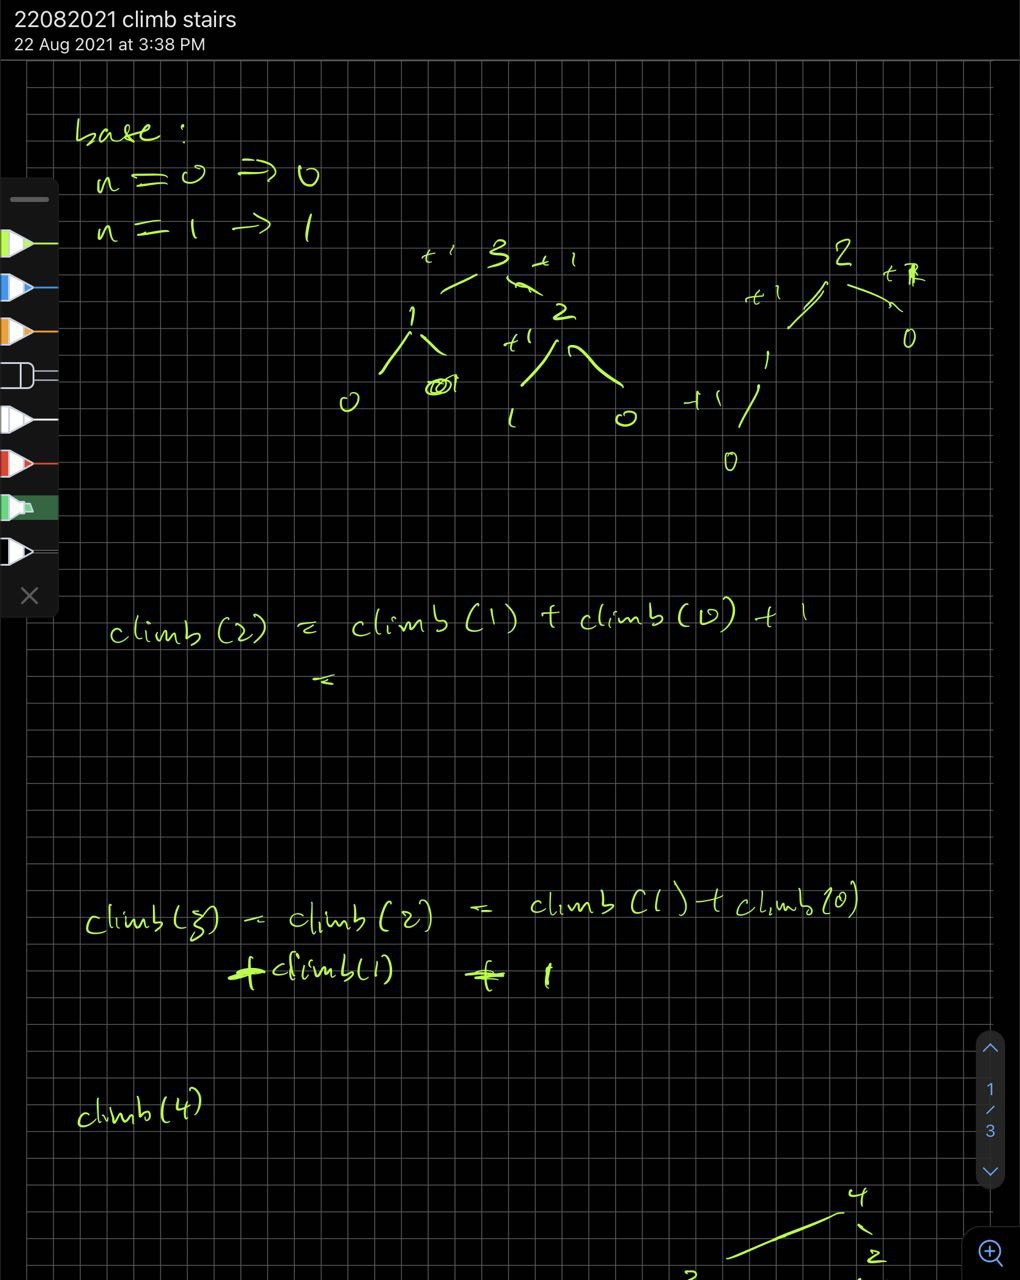 22082021 climb stairs
22 Aug 2021 at 3:38 PM
base :
n = 0 => 0
n = 1 -> 1
+1 3 +1
1 2
+1
0 1
1 0
2
+1 +1
1 0
+1
0
climb (2) = climb (1) + climb (0) + 1
=
climb(3) = climb (2) = climb (1) + climb (0)
+ climb(1) + 1
climb(4)
4
2
3
1
/
3